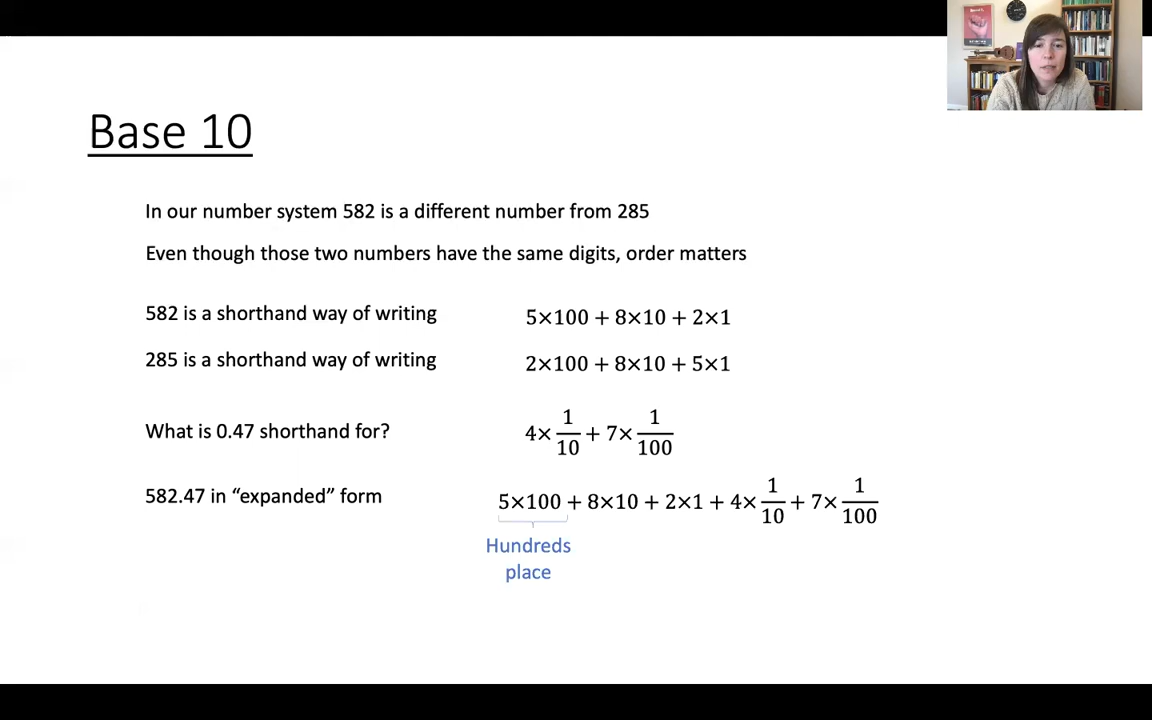 Base 10
In our number system 582 is a different number from 285
Even though those two numbers have the same digits, order matters
582 is a shorthand way of writing 5×100 + 8×10 + 2×1
285 is a shorthand way of writing 2×100 + 8×10 + 5×1
What is 0.47 shorthand for? 4× 1/10 + 7× 1/100
582.47 in “expanded” form 5×100 + 8×10 + 2×1 + 4× 1/10 + 7× 1/100
Hundreds
place